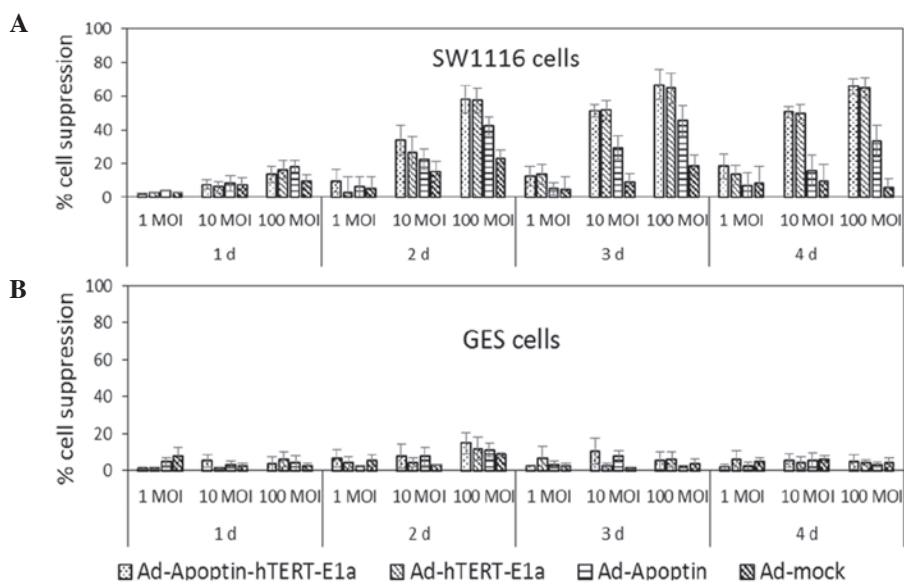 A
SW1116 cells
% cell suppression
100
80
60
40
20
0
1 MOI 10 MOI 100 MOI 1 MOI 10 MOI 100 MOI 1 MOI 10 MOI 100 MOI 1 MOI 10 MOI 100 MOI
1 d 2 d 3 d 4 d
B
GES cells
% cell suppression
100
80
60
40
20
0
1 MOI 10 MOI 100 MOI 1 MOI 10 MOI 100 MOI 1 MOI 10 MOI 100 MOI 1 MOI 10 MOI 100 MOI
1 d 2 d 3 d 4 d
Ad-Apoptin-hTERT-E1a Ad-hTERT-E1a Ad-Apoptin Ad-mock